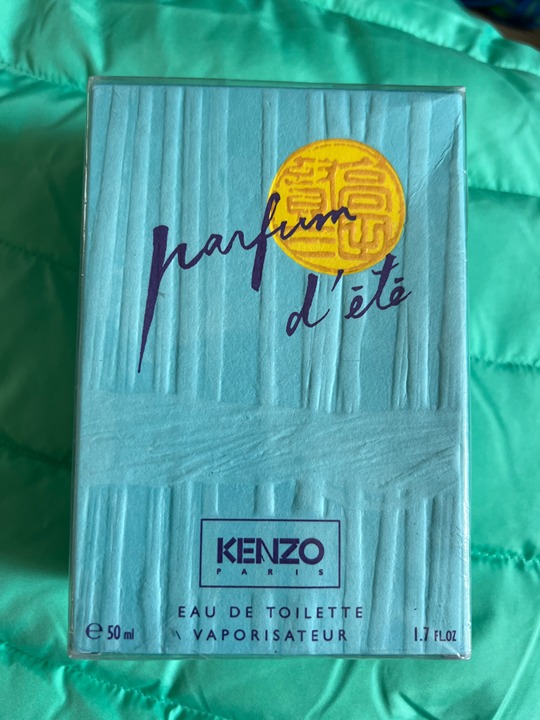 parfum
d'été
KENZO
PARIS
EAU DE TOILETTE
VAPORISATEUR
℮ 50 ml
1.7 FL.OZ